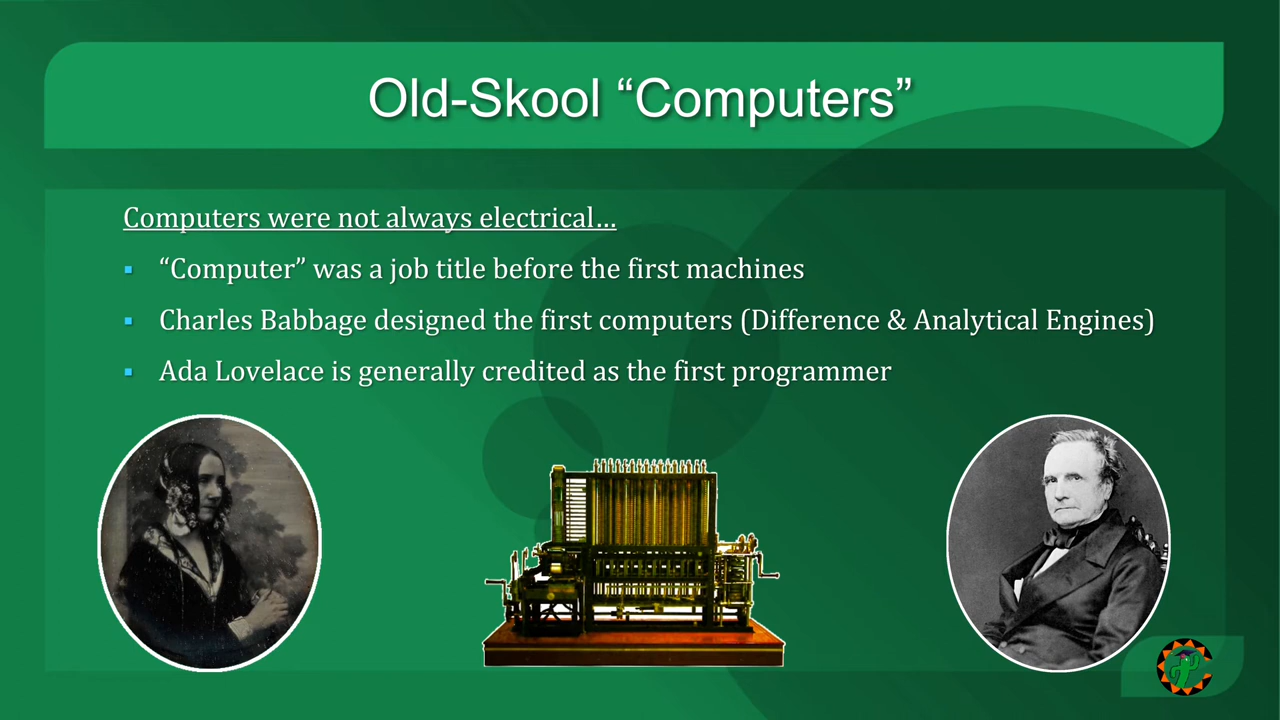 Old-Skool “Computers”
Computers were not always electrical…
“Computer” was a job title before the first machines
Charles Babbage designed the first computers (Difference & Analytical Engines)
Ada Lovelace is generally credited as the first programmer